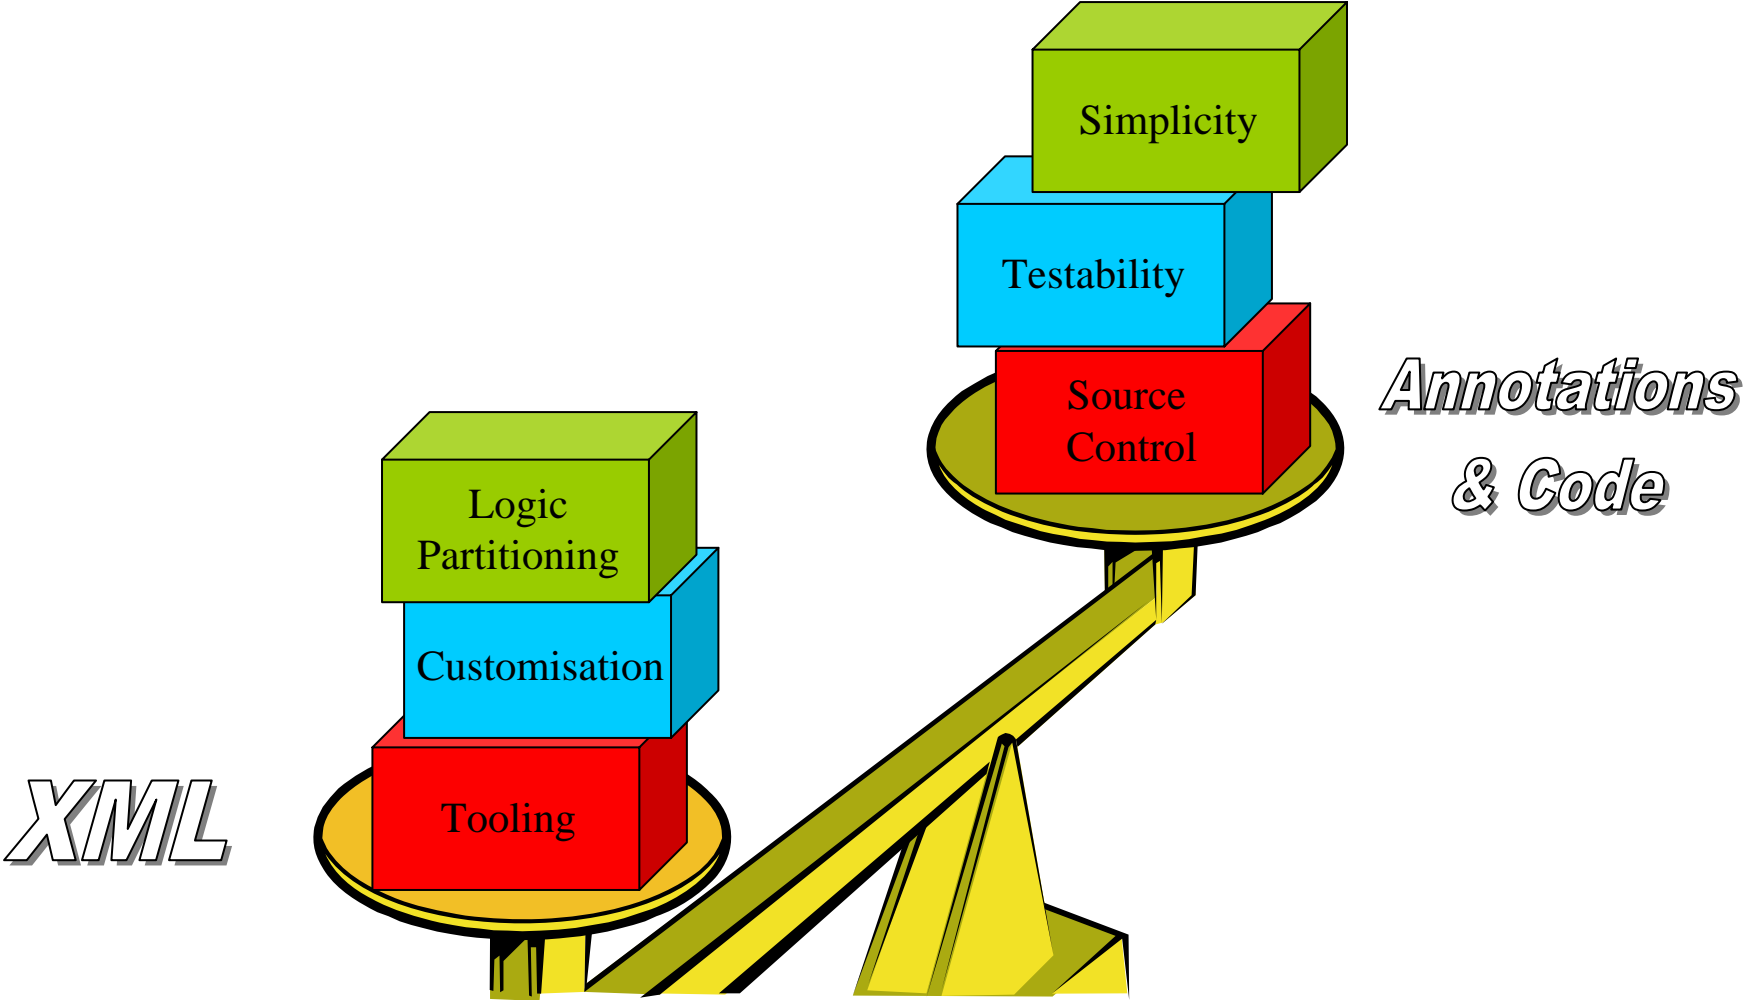 Simplicity
Testability
Source
Control
Annotations
& Code
Logic
Partitioning
Customisation
Tooling
XML